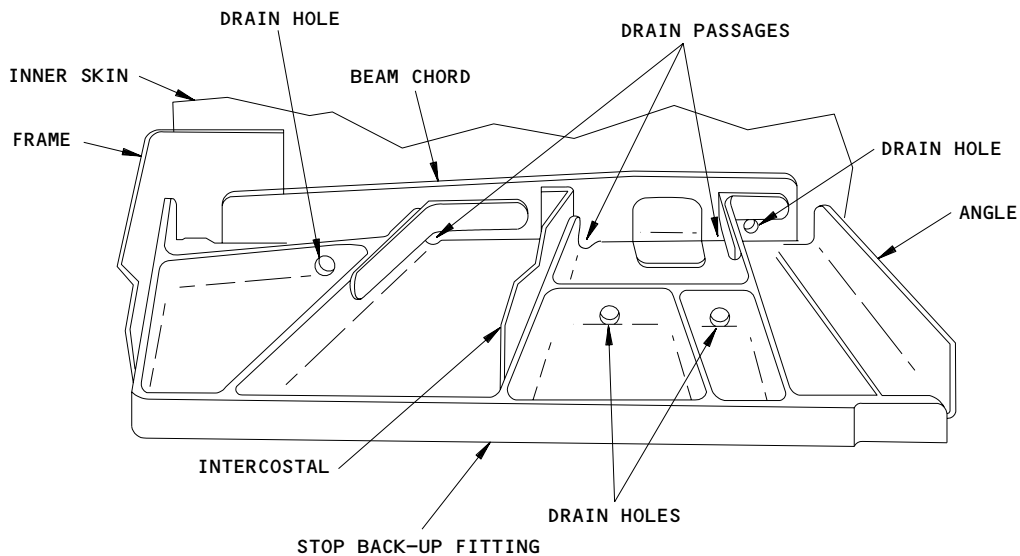 DRAIN HOLE
DRAIN PASSAGES
INNER SKIN
BEAM CHORD
FRAME
DRAIN HOLE
ANGLE
INTERCOSTAL
DRAIN HOLES
STOP BACK-UP FITTING